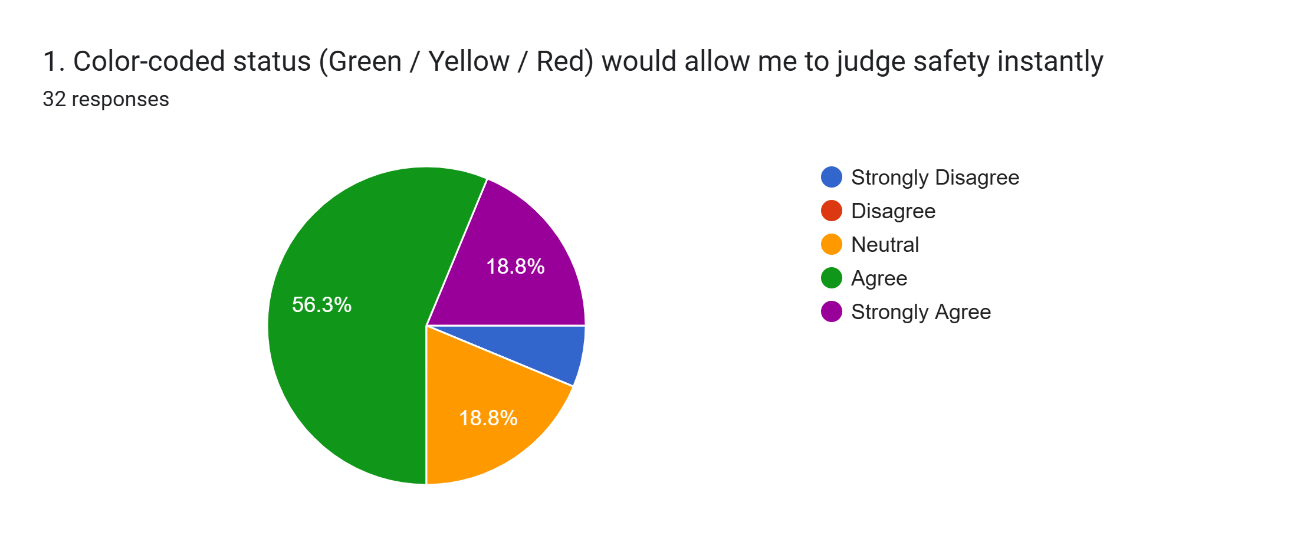 1. Color-coded status (Green / Yellow / Red) would allow me to judge safety instantly
32 responses
Strongly Disagree
Disagree
Neutral
Agree
Strongly Agree
18.8%
56.3%
18.8%